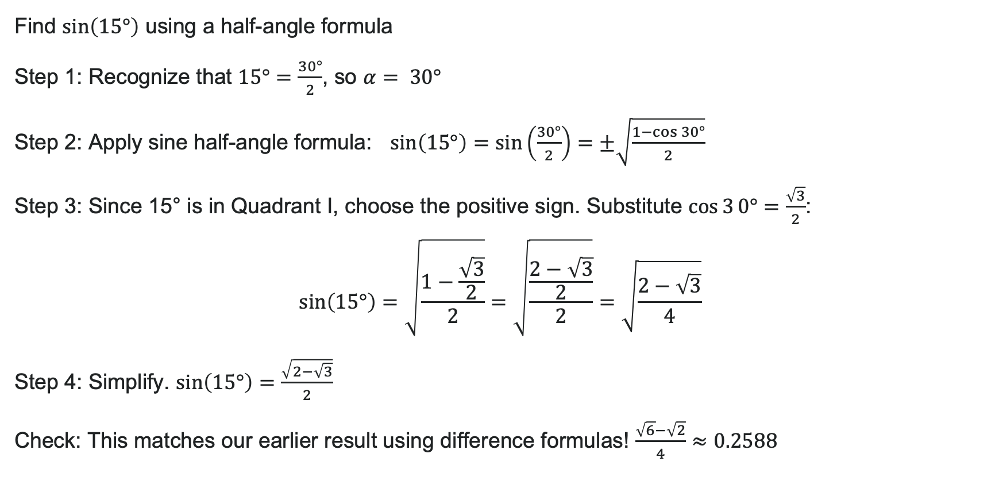 Find sin(15°) using a half-angle formula
Step 1: Recognize that 15° = \frac{30°}{2}, so α = 30°
Step 2: Apply sine half-angle formula: sin(15°) = sin(\frac{30°}{2}) = ±\sqrt{\frac{1−cos 30°}{2}}
Step 3: Since 15° is in Quadrant I, choose the positive sign. Substitute cos 3 0° = \frac{\sqrt{3}}{2}:
sin(15°) = \sqrt{\frac{1 − \frac{\sqrt{3}}{2}}{2}} = \sqrt{\frac{\frac{2 − \sqrt{3}}{2}}{2}} = \sqrt{\frac{2 − \sqrt{3}}{4}}
Step 4: Simplify. sin(15°) = \frac{\sqrt{2−\sqrt{3}}}{2}
Check: This matches our earlier result using difference formulas! \frac{\sqrt{6}−\sqrt{2}}{4} ≈ 0.2588